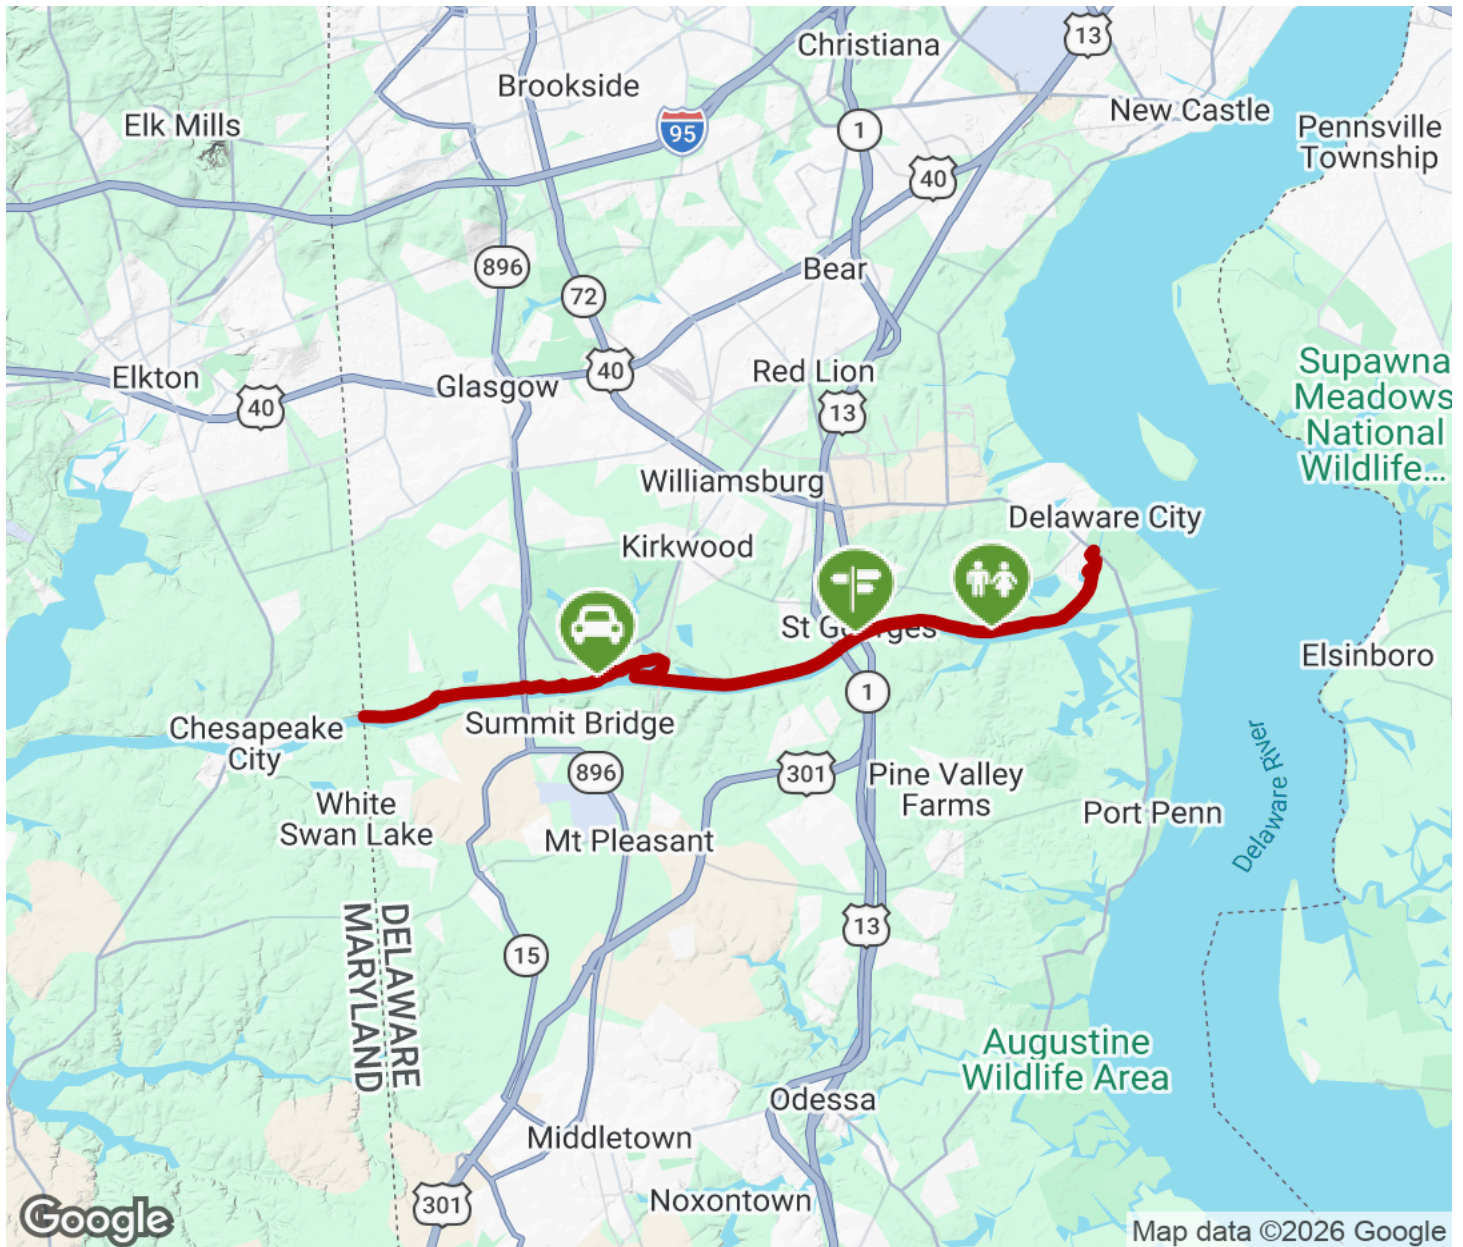 Christiana
13
Brookside
New Castle
Elk Mills
95
1
Pennsville
Township
40
896
Bear
72
Supawna
Meadows
National
Wildlife...
Elkton
40
Glasgow
40
Red Lion
13
Williamsburg
Delaware City
Kirkwood
St Georges
Elsinboro
1
Chesapeake
City
Summit Bridge
896
301
Pine Valley
Farms
White
Swan Lake
Mt Pleasant
Port Penn
Delaware River
DELAWARE
MARYLAND
15
13
Augustine
Wildlife Area
Odessa
Middletown
301
Noxontown
Google
Map data ©2026 Google